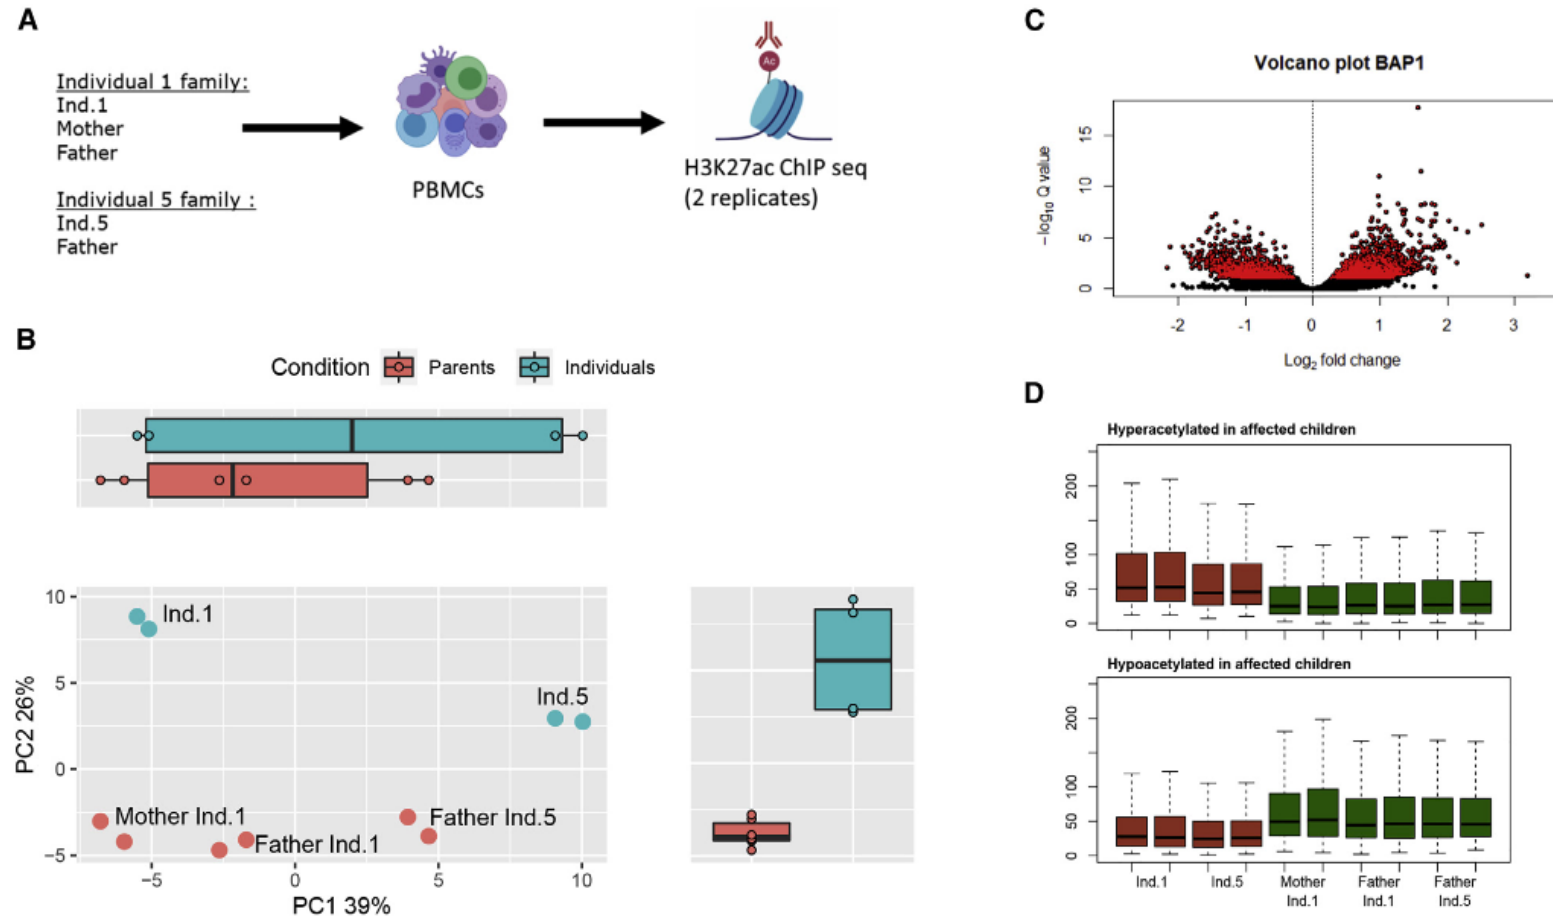 A
Individual 1 family:
Ind.1
Mother
Father
Individual 5 family :
Ind.5
Father
PBMCs
Ac
H3K27ac ChIP seq
(2 replicates)
B
Condition
Parents
Individuals
Ind.1
Ind.5
Mother Ind.1
Father Ind.1
Father Ind.5
10
5
0
−5
PC2 26%
−5
0
5
10
PC1 39%
C
Volcano plot BAP1
15
10
5
0
−log10 Q value
-2
-1
0
1
2
3
Log2 fold change
D
Hyperacetylated in affected children
200
100
50
0
Hypoacetylated in affected children
200
100
50
0
Ind.1
Ind.5
Mother
Ind.1
Father
Ind.1
Father
Ind.5